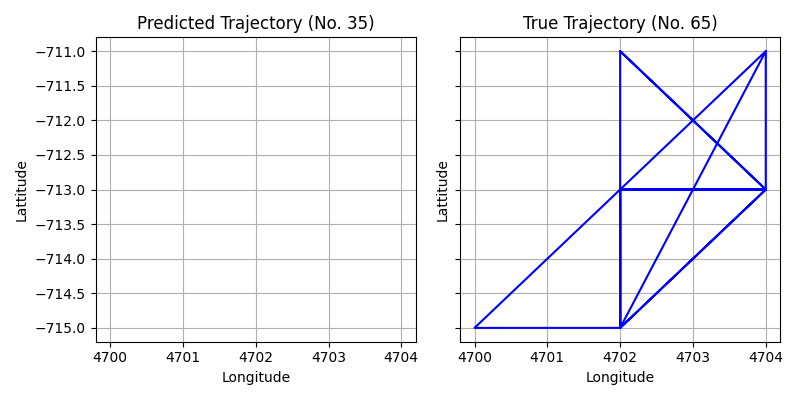 Predicted Trajectory (No. 35)
True Trajectory (No. 65)
Lattitude
−711.0
−711.5
−712.0
−712.5
−713.0
−713.5
−714.0
−714.5
−715.0
4700 4701 4702 4703 4704
Longitude
Lattitude
4700 4701 4702 4703 4704
Longitude